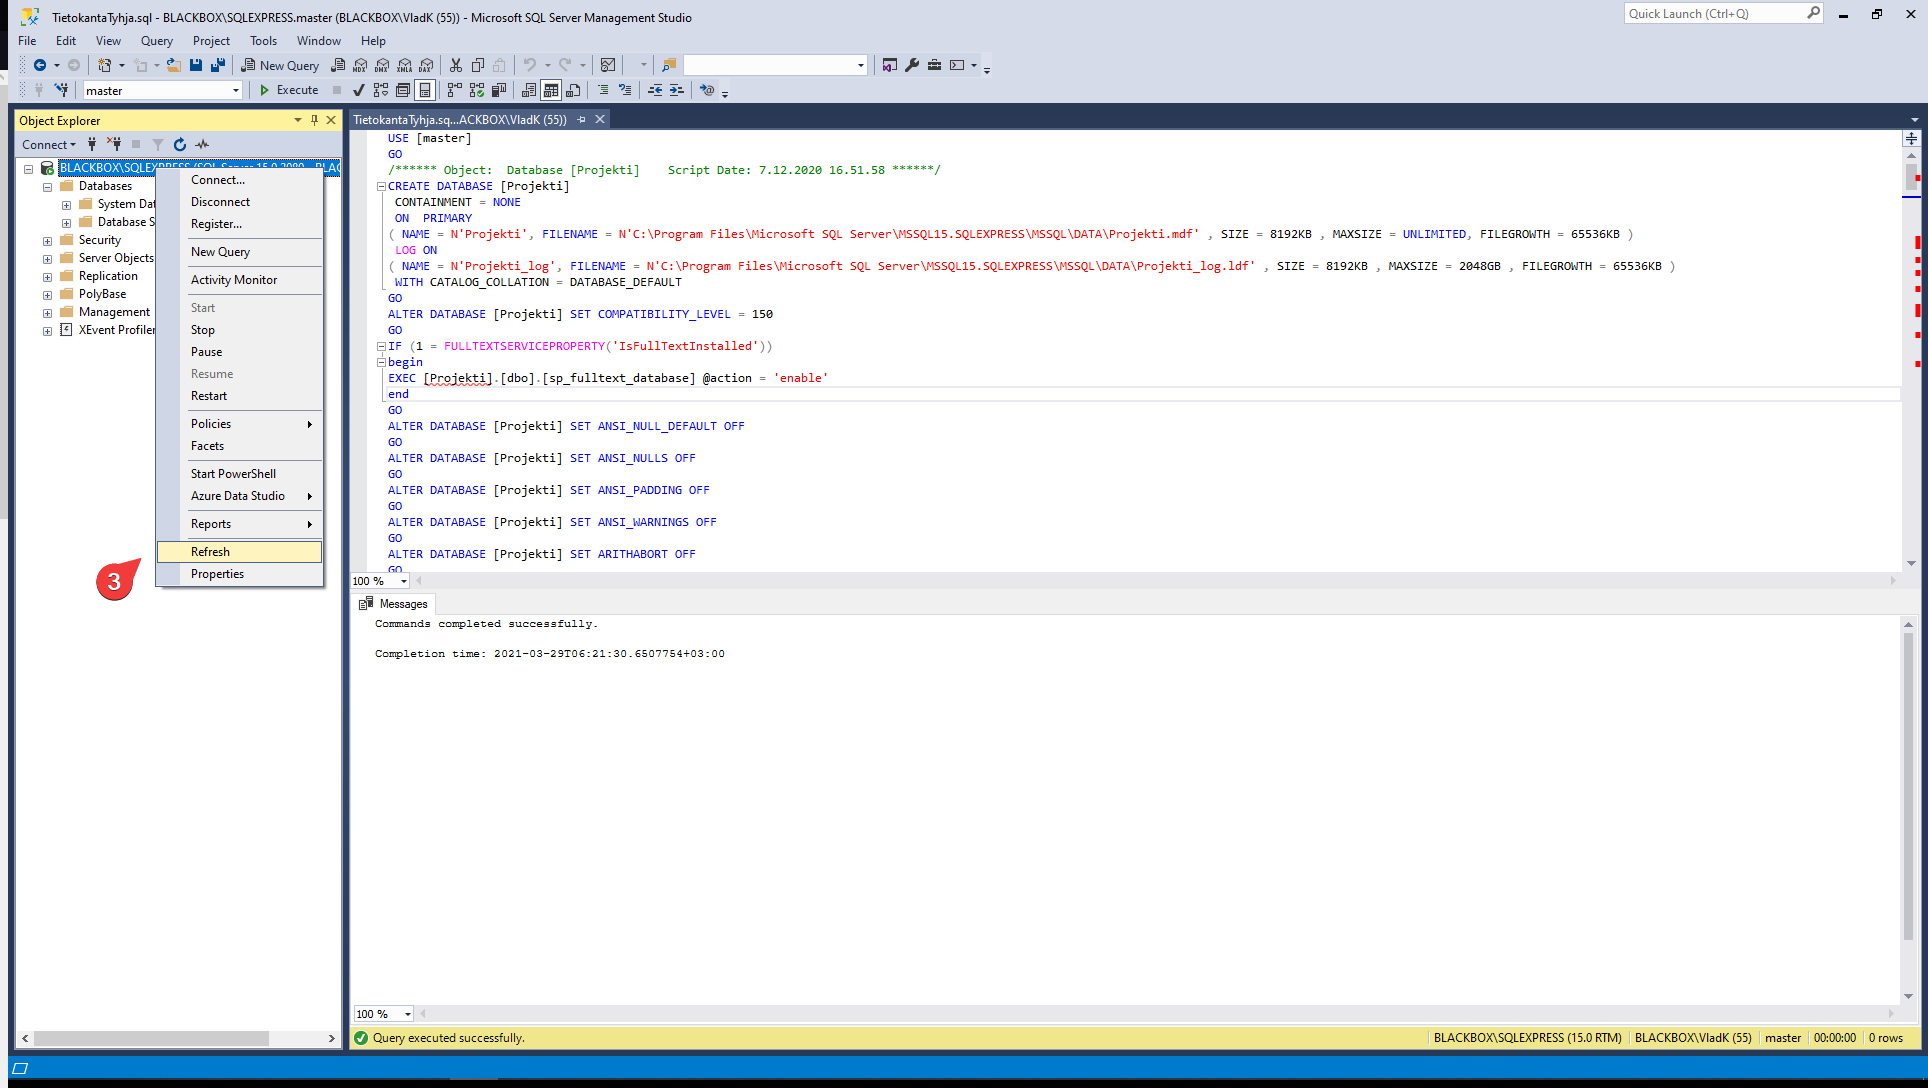 TietokantaTyhja.sql - BLACKBOX\SQLEXPRESS.master (BLACKBOX\VladK (55)) - Microsoft SQL Server Management Studio
Quick Launch (Ctrl+Q)
File Edit View Query Project Tools Window Help
New Query MDX DMX XMLA DAX
master Execute
Object Explorer
TietokantaTyhja.sq...ACKBOX\VladK (55))
Connect
BLACKBOX\SQLEXPRESS (SQL Server 15.0.2080 - BLAC
Databases
System Dat
Database S
Security
Server Objects
Replication
PolyBase
Management
XEvent Profiler
Connect...
Disconnect
Register...
New Query
Activity Monitor
Start
Stop
Pause
Resume
Restart
Policies
Facets
Start PowerShell
Azure Data Studio
Reports
Refresh
Properties
3
USE [master]
GO
/****** Object:  Database [Projekti]    Script Date: 7.12.2020 16.51.58 ******/
CREATE DATABASE [Projekti]
CONTAINMENT = NONE
ON  PRIMARY
( NAME = N'Projekti', FILENAME = N'C:\Program Files\Microsoft SQL Server\MSSQL15.SQLEXPRESS\MSSQL\DATA\Projekti.mdf' , SIZE = 8192KB , MAXSIZE = UNLIMITED, FILEGROWTH = 65536KB )
LOG ON
( NAME = N'Projekti_log', FILENAME = N'C:\Program Files\Microsoft SQL Server\MSSQL15.SQLEXPRESS\MSSQL\DATA\Projekti_log.ldf' , SIZE = 8192KB , MAXSIZE = 2048GB , FILEGROWTH = 65536KB )
WITH CATALOG_COLLATION = DATABASE_DEFAULT
GO
ALTER DATABASE [Projekti] SET COMPATIBILITY_LEVEL = 150
GO
IF (1 = FULLTEXTSERVICEPROPERTY('IsFullTextInstalled'))
begin
EXEC [Projekti].[dbo].[sp_fulltext_database] @action = 'enable'
end
GO
ALTER DATABASE [Projekti] SET ANSI_NULL_DEFAULT OFF
GO
ALTER DATABASE [Projekti] SET ANSI_NULLS OFF
GO
ALTER DATABASE [Projekti] SET ANSI_PADDING OFF
GO
ALTER DATABASE [Projekti] SET ANSI_WARNINGS OFF
GO
ALTER DATABASE [Projekti] SET ARITHABORT OFF
GO
100 %
Messages
Commands completed successfully.
Completion time: 2021-03-29T06:21:30.6507754+03:00
100 %
Query executed successfully.
BLACKBOX\SQLEXPRESS (15.0 RTM) BLACKBOX\VladK (55) master 00:00:00 0 rows